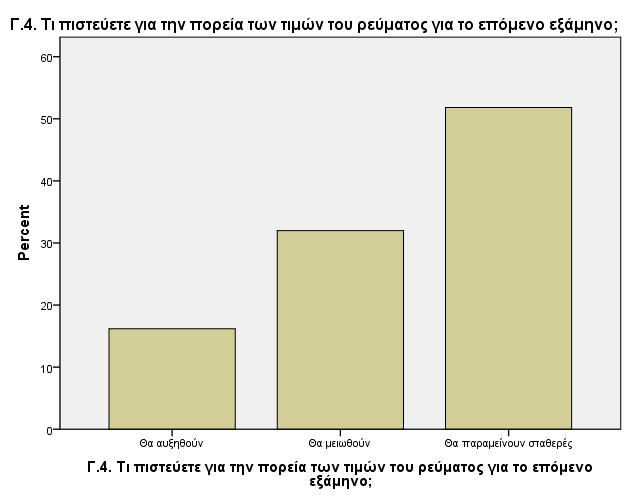 Γ.4. Τι πιστεύετε για την πορεία των τιμών του ρεύματος για το επόμενο εξάμηνο;
60
50
40
30
20
10
0
Percent
Θα αυξηθούν
Θα μειωθούν
Θα παραμείνουν σταθερές
Γ.4. Τι πιστεύετε για την πορεία των τιμών του ρεύματος για το επόμενο
εξάμηνο;